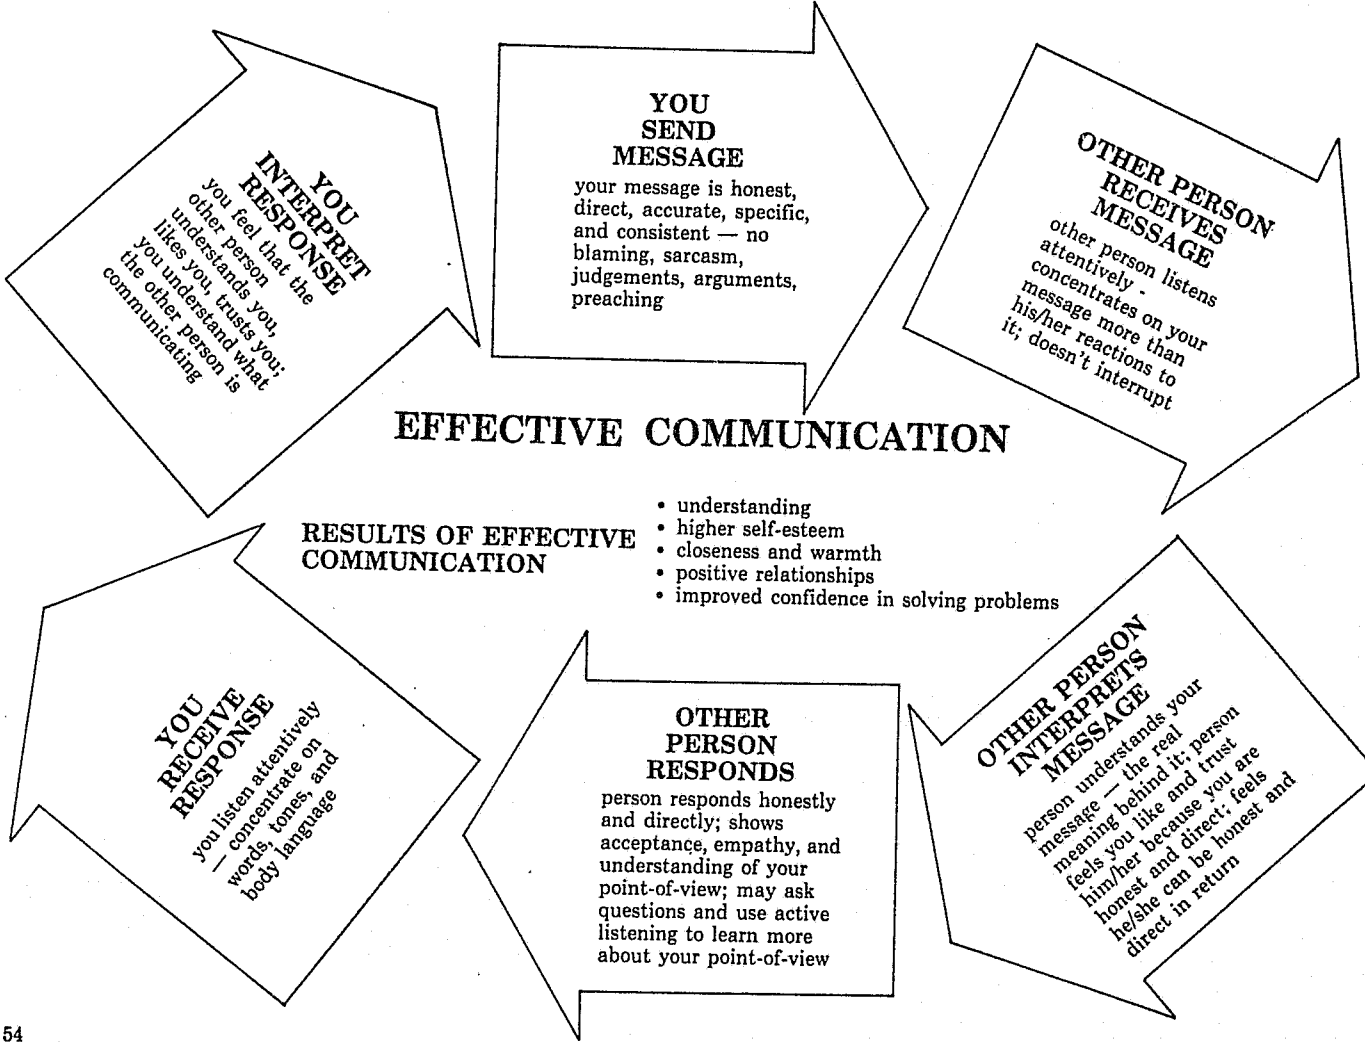 YOU
SEND
MESSAGE
your message is honest,
direct, accurate, specific,
and consistent — no
blaming, sarcasm,
judgements, arguments,
preaching
OTHER PERSON
RECEIVES
MESSAGE
other person listens
attentively -
concentrates on your
message more than
his/her reactions to
it; doesn't interrupt
OTHER PERSON
INTERPRETS
MESSAGE
person understands your
message — the real
meaning behind it; person
feels you like and trust
him/her because you are
honest and direct; feels
he/she can be honest and
direct in return
OTHER
PERSON
RESPONDS
person responds honestly
and directly; shows
acceptance, empathy, and
understanding of your
point-of-view; may ask
questions and use active
listening to learn more
about your point-of-view
YOU
RECEIVE
RESPONSE
you listen attentively
— concentrate on
words, tones, and
body language
YOU
INTERPRET
RESPONSE
you feel that the
other person
understands you,
likes you, trusts you;
you understand what
the other person is
communicating
EFFECTIVE COMMUNICATION
RESULTS OF EFFECTIVE
COMMUNICATION
• understanding
• higher self-esteem
• closeness and warmth
• positive relationships
• improved confidence in solving problems
54